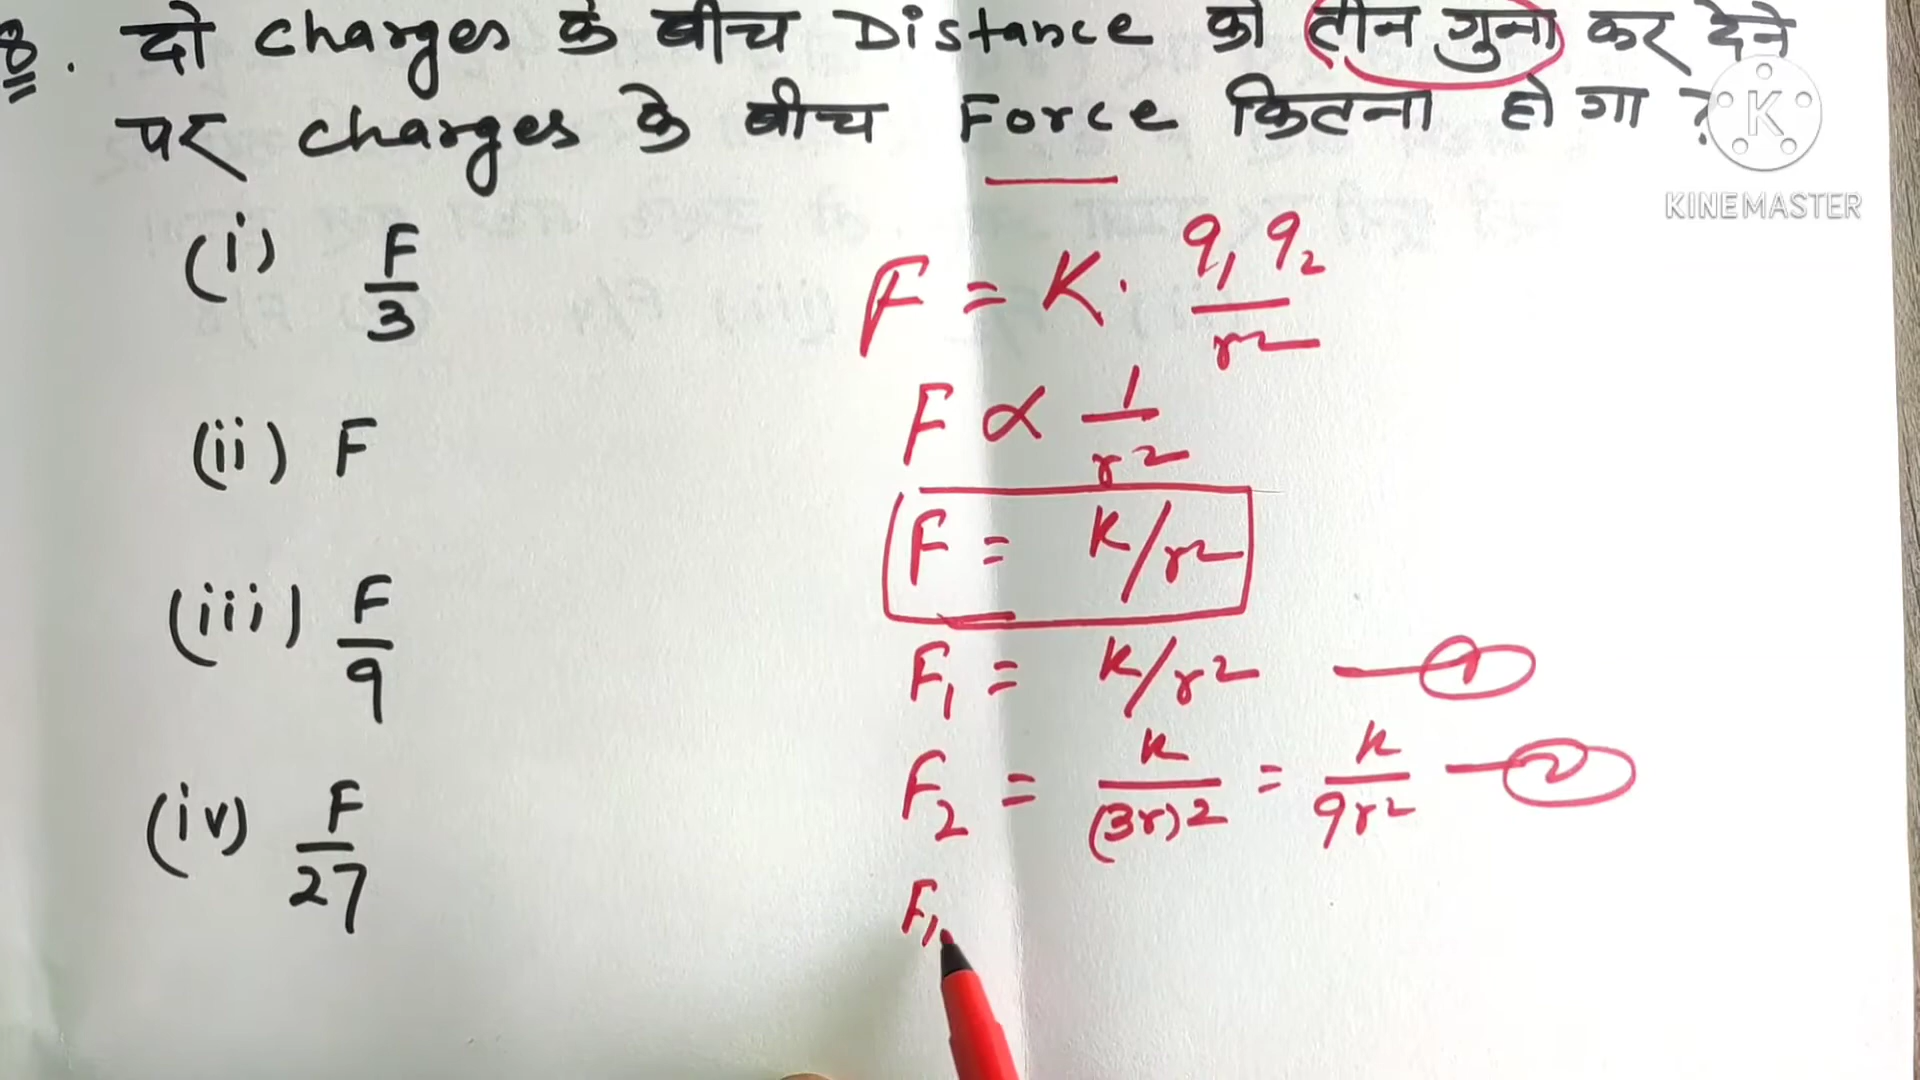 8. दो charges के बीच Distance को तीन गुना कर देने
पर charges के बीच Force कितना होगा ?
(i) F/3
(ii) F
(iii) F/9
(iv) F/27
F = K · q₁ q₂/r²
F ∝ 1/r²
F = k/r²
F₁ = k/r² — 1
F₂ = k/(3r)² = k/9r² — 2
F₁
K
KINEMASTER